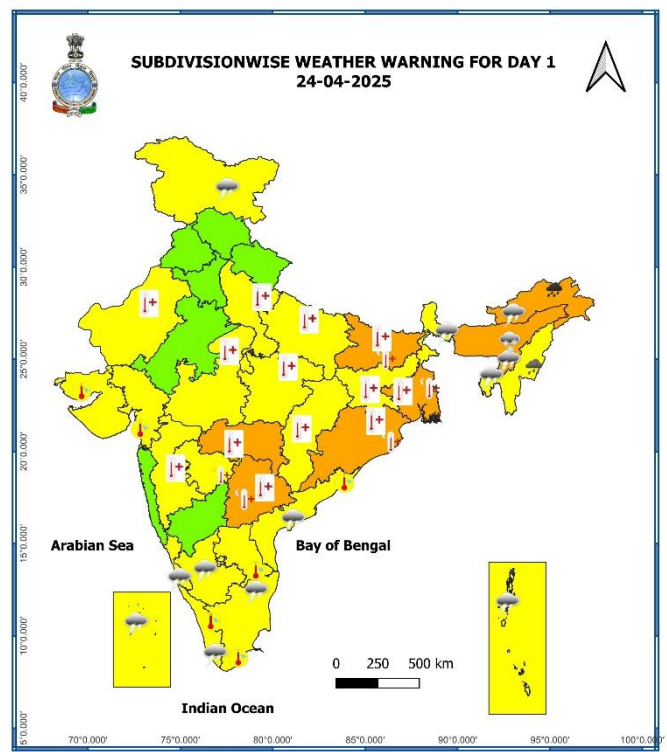 SUBDIVISIONWISE WEATHER WARNING FOR DAY 1
24-04-2025
40°0.000'
35°0.000'
30°0.000'
25°0.000'
20°0.000'
15°0.000'
10°0.000'
5°0.000'
Arabian Sea
Bay of Bengal
0 250 500 km
Indian Ocean
70°0.000' 75°0.000' 80°0.000' 85°0.000' 90°0.000' 95°0.000' 100°0.000'